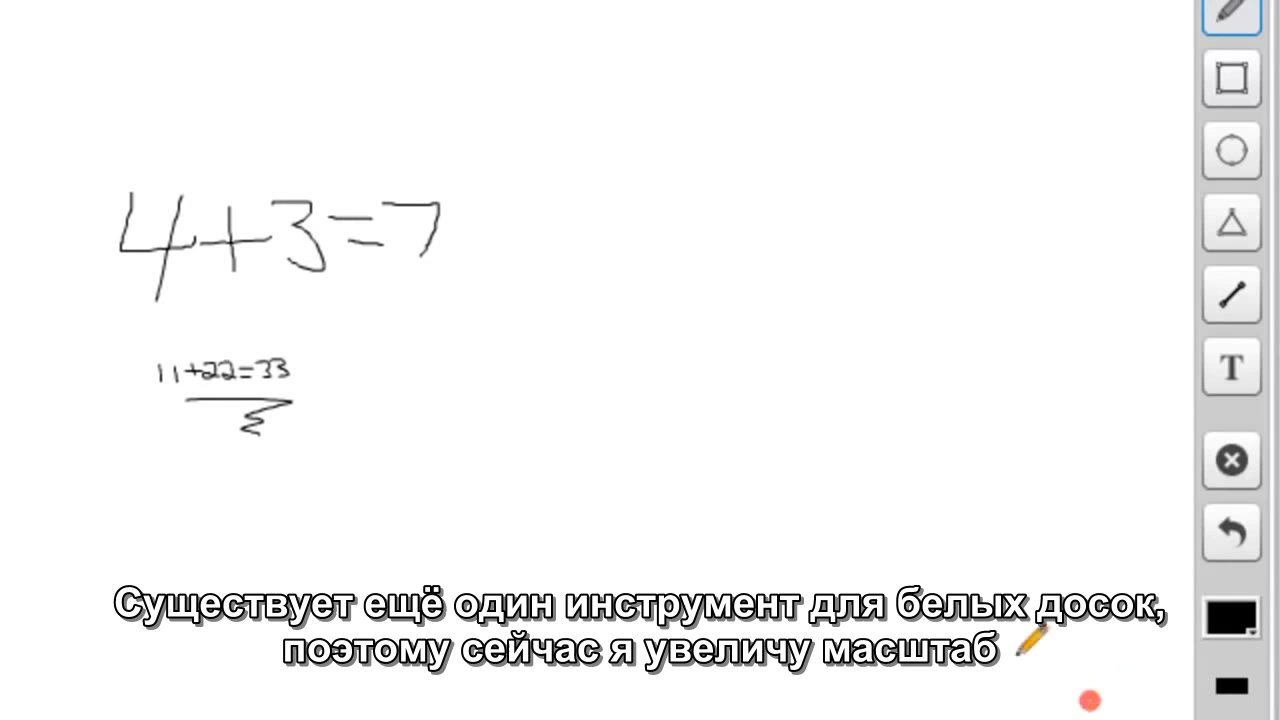 4+3=7
11+22=33
T
Существует ещё один инструмент для белых досок,
поэтому сейчас я увеличу масштаб